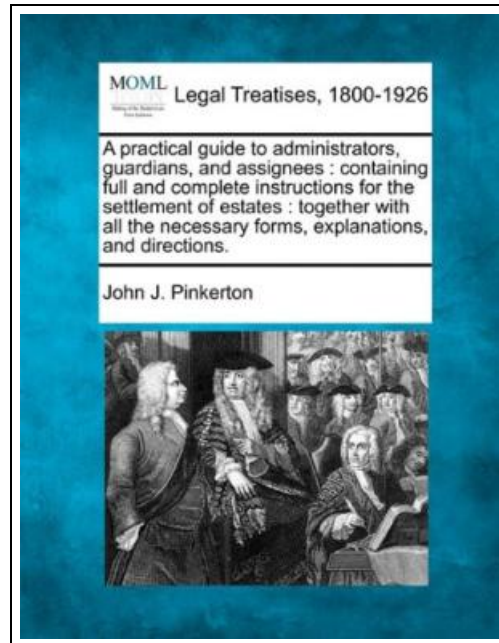 MOML
Legal Treatises, 1800-1926
A practical guide to administrators,
guardians, and assignees : containing
full and complete instructions for the
settlement of estates : together with
all the necessary forms, explanations,
and directions.
John J. Pinkerton